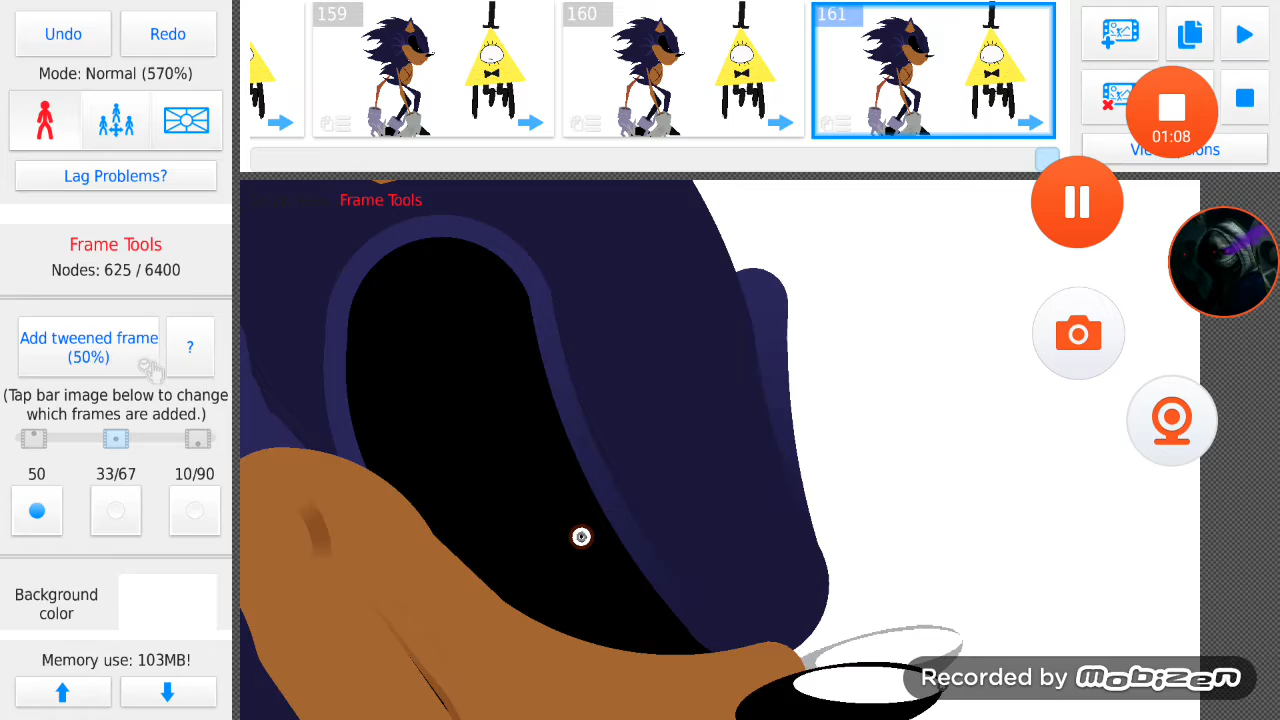 Undo
Redo
Mode: Normal (570%)
Lag Problems?
Frame Tools
Nodes: 625 / 6400
Add tweened frame
(50%)
?
(Tap bar image below to change
which frames are added.)
50
33/67
10/90
Background
color
Memory use: 103MB!
159
160
161
01:08
Frame Tools
Recorded by Mobizen